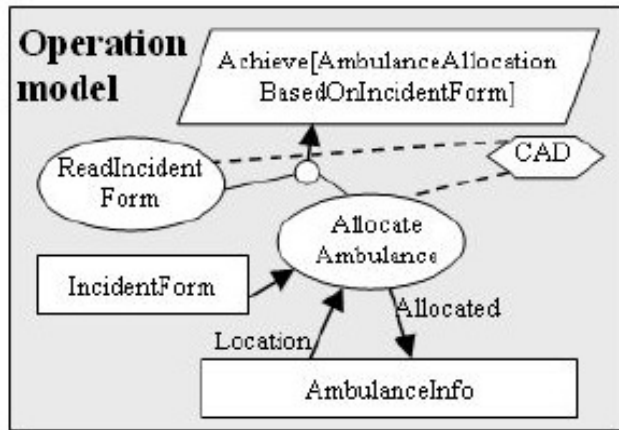 Operation
model
Achieve[AmbulanceAllocation
BasedOnIncidentForm]
ReadIncident
Form
CAD
Allocate
Ambulance
IncidentForm
Allocated
Location
AmbulanceInfo